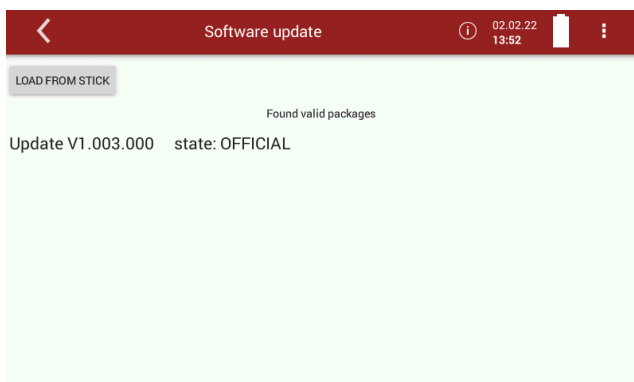 Software update
02.02.22
13:52
LOAD FROM STICK
Found valid packages
Update V1.003.000 state: OFFICIAL